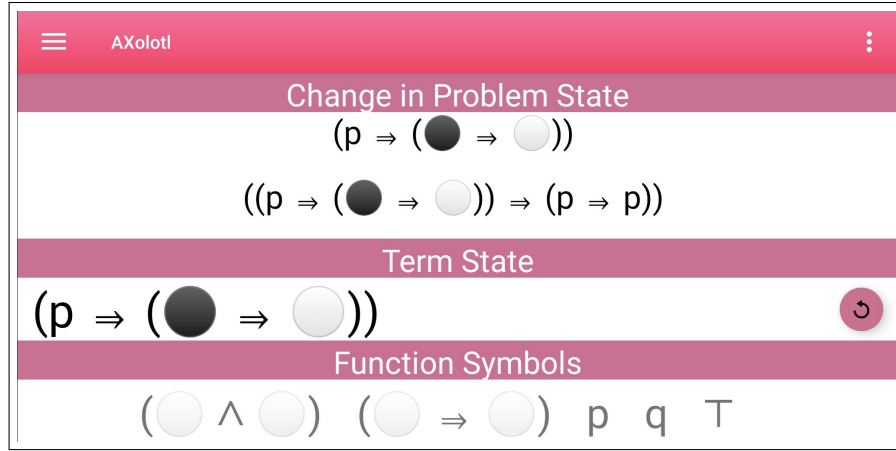 AXolotl
Change in Problem State
(p ⇒ (⚫ ⇒ ⚪))
((p ⇒ (⚫ ⇒ ⚪)) ⇒ (p ⇒ p))
Term State
(p ⇒ (⚫ ⇒ ⚪))
Function Symbols
(⚪ ∧ ⚪) (⚪ ⇒ ⚪) p q ⊤